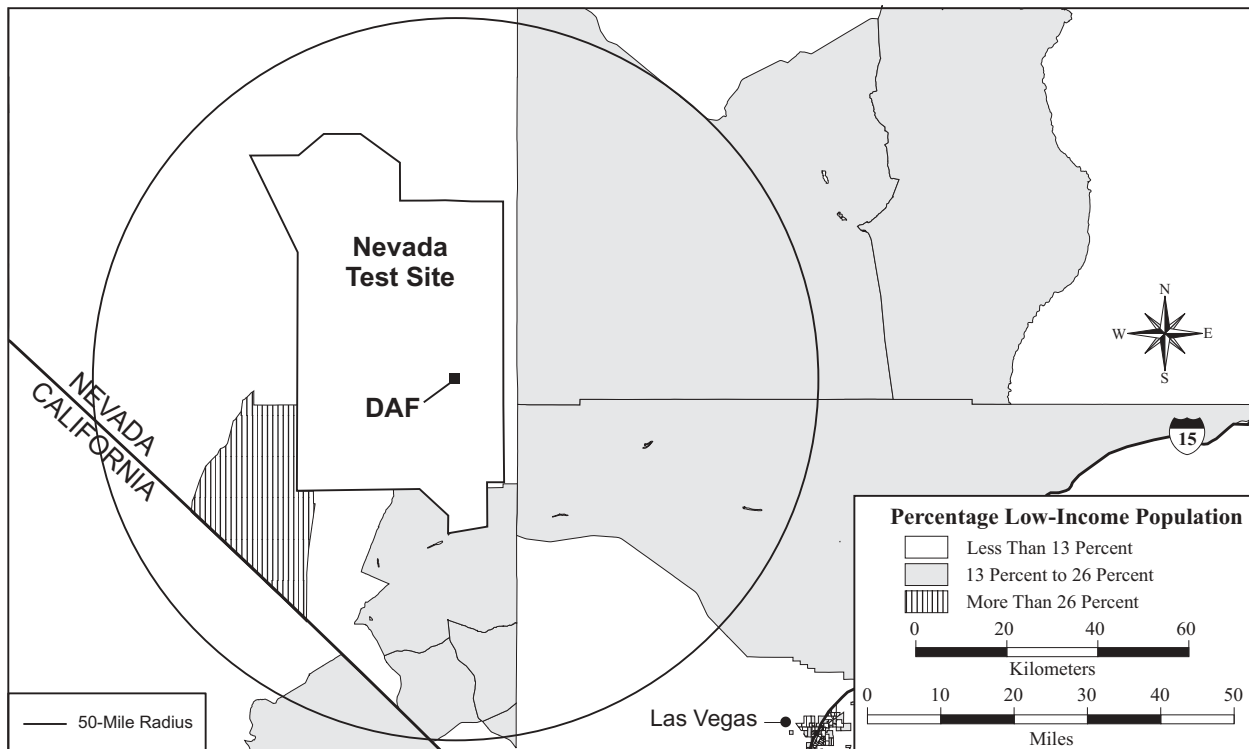 Nevada
Test Site
DAF
NEVADA
CALIFORNIA
N
W
E
S
15
Percentage Low-Income Population
Less Than 13 Percent
13 Percent to 26 Percent
More Than 26 Percent
0 20 40 60
Kilometers
0 10 20 30 40 50
Miles
50-Mile Radius
Las Vegas